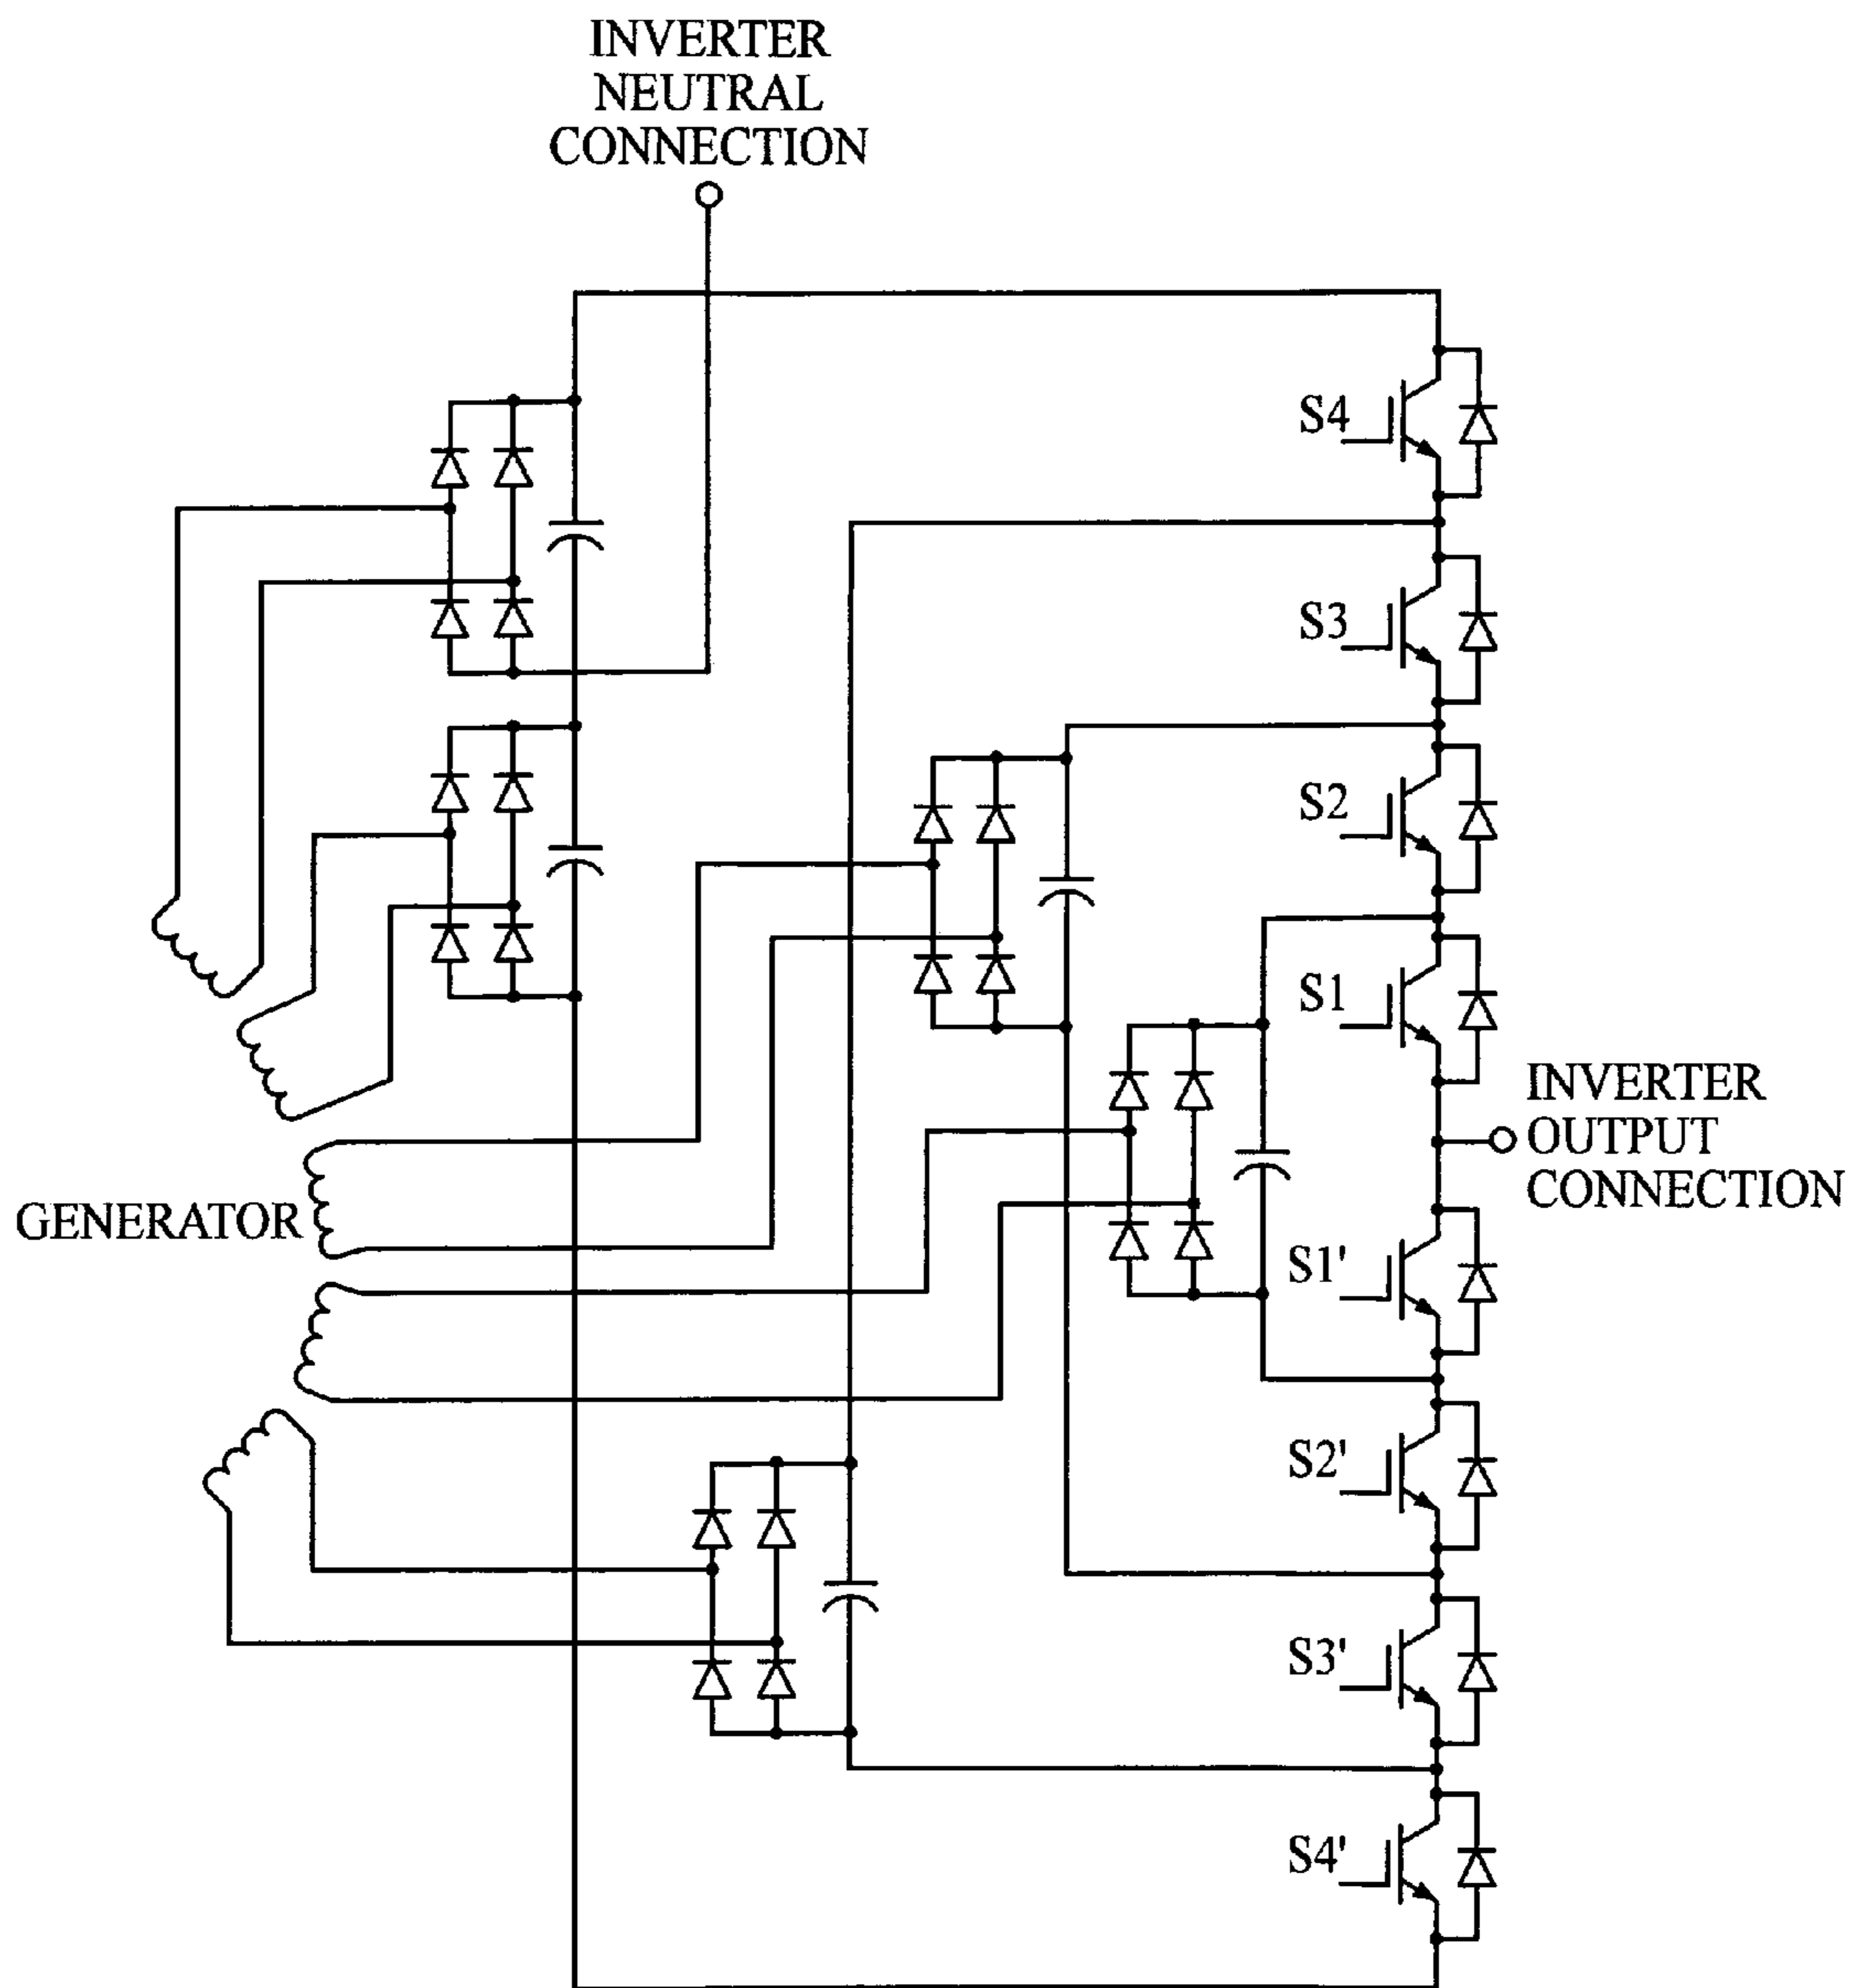 INVERTER
NEUTRAL
CONNECTION
S4
S3
S2
S1
INVERTER
OUTPUT
CONNECTION
GENERATOR
S1'
S2'
S3'
S4'